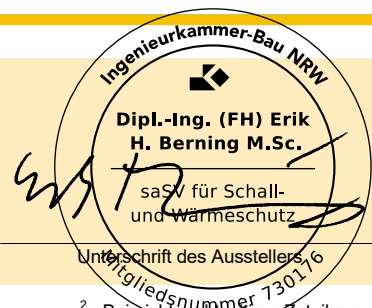 Ingenieurkammer-Bau NRW
Dipl.-Ing. (FH) Erik
H. Berning M.Sc.
saSV für Schall-
und Wärmeschutz
Unterschrift des Ausstellers
Mitgliedsnummer 730176
2